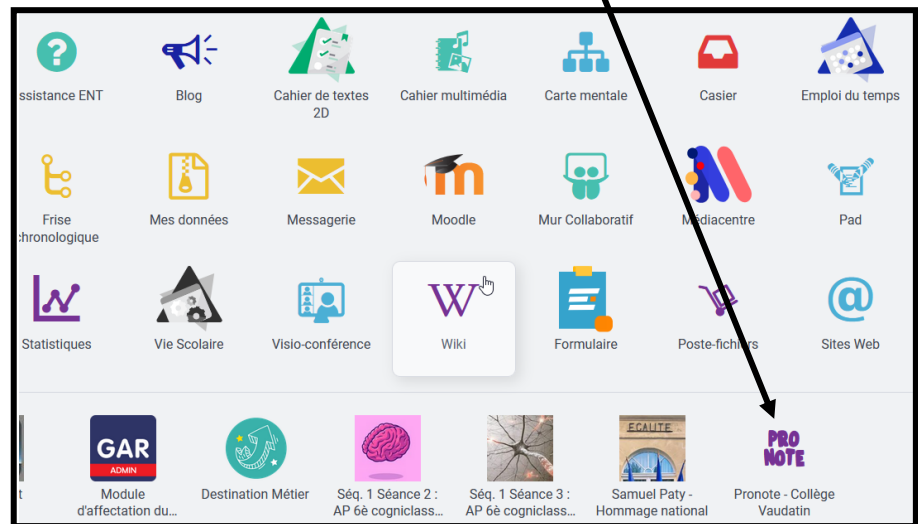 ssistance ENT
Blog
Cahier de textes
2D
Cahier multimédia
Carte mentale
Casier
Emploi du temps
Frise
chronologique
Mes données
Messagerie
Moodle
Mur Collaboratif
Médiacentre
Pad
Statistiques
Vie Scolaire
Visio-conférence
W
Wiki
Formulaire
Poste-fichiers
@
Sites Web
t
GAR
ADMIN
Module
d'affectation du...
Destination Métier
Séq. 1 Séance 2 :
AP 6è cogniclass...
Séq. 1 Séance 3 :
AP 6è cogniclass...
EGALITE
Samuel Paty -
Hommage national
PRO
NOTE
Pronote - Collège
Vaudatin